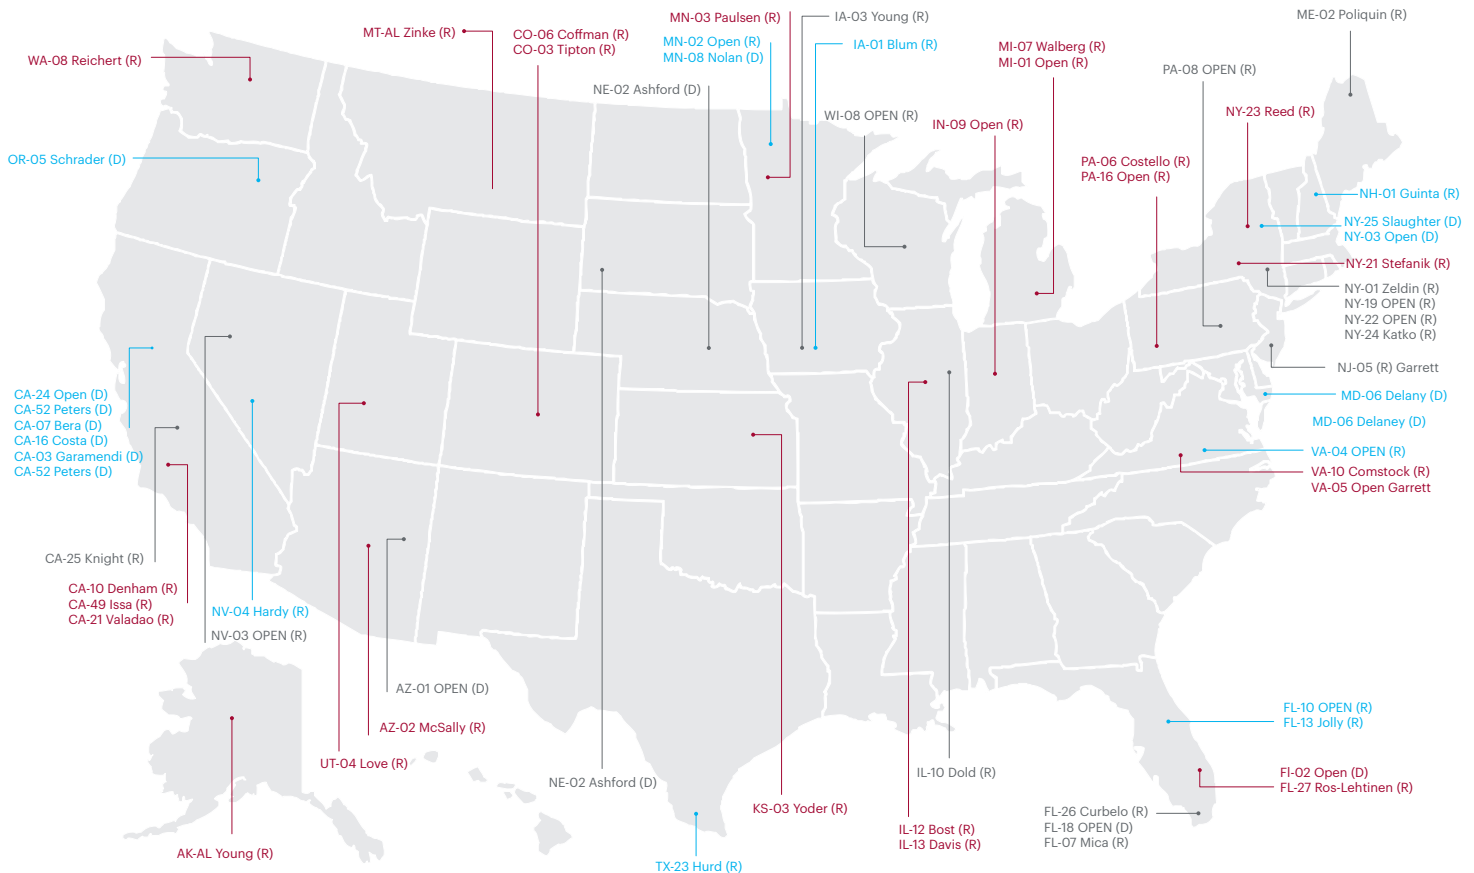 ME-02 Poliquin (R)
MN-03 Paulsen (R)
IA-03 Young (R)
MT-AL Zinke (R)
CO-06 Coffman (R)
CO-03 Tipton (R)
MN-02 Open (R)
MN-08 Nolan (D)
IA-01 Blum (R)
MI-07 Walberg (R)
MI-01 Open (R)
WA-08 Reichert (R)
PA-08 OPEN (R)
NE-02 Ashford (D)
WI-08 OPEN (R)
IN-09 Open (R)
NY-23 Reed (R)
OR-05 Schrader (D)
PA-06 Costello (R)
PA-16 Open (R)
NH-01 Guinta (R)
NY-25 Slaughter (D)
NY-03 Open (D)
NY-21 Stefanik (R)
NY-01 Zeldin (R)
NY-19 OPEN (R)
NY-22 OPEN (R)
NY-24 Katko (R)
NJ-05 (R) Garrett
CA-24 Open (D)
CA-52 Peters (D)
CA-07 Bera (D)
CA-16 Costa (D)
CA-03 Garamendi (D)
CA-52 Peters (D)
MD-06 Delany (D)
MD-06 Delaney (D)
VA-04 OPEN (R)
VA-10 Comstock (R)
VA-05 Open Garrett
CA-25 Knight (R)
CA-10 Denham (R)
CA-49 Issa (R)
CA-21 Valadao (R)
NV-04 Hardy (R)
NV-03 OPEN (R)
AZ-01 OPEN (D)
AZ-02 McSally (R)
UT-04 Love (R)
NE-02 Ashford (D)
IL-10 Dold (R)
FL-10 OPEN (R)
FL-13 Jolly (R)
Fl-02 Open (D)
FL-27 Ros-Lehtinen (R)
KS-03 Yoder (R)
FL-26 Curbelo (R)
FL-18 OPEN (D)
FL-07 Mica (R)
IL-12 Bost (R)
IL-13 Davis (R)
AK-AL Young (R)
TX-23 Hurd (R)